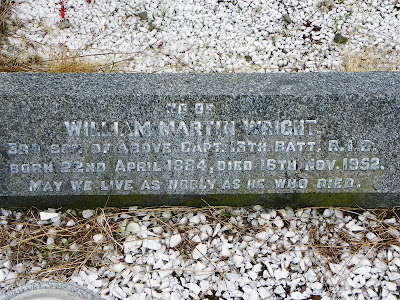 AND OF
WILLIAM MARTIN WRIGHT.
3RD SON OF ABOVE CAPT. 13TH BATT. R.I.R.
BORN 22ND APRIL 1884, DIED 16TH NOV. 1952.
MAY WE LIVE AS NOBLY AS HE WHO DIED.